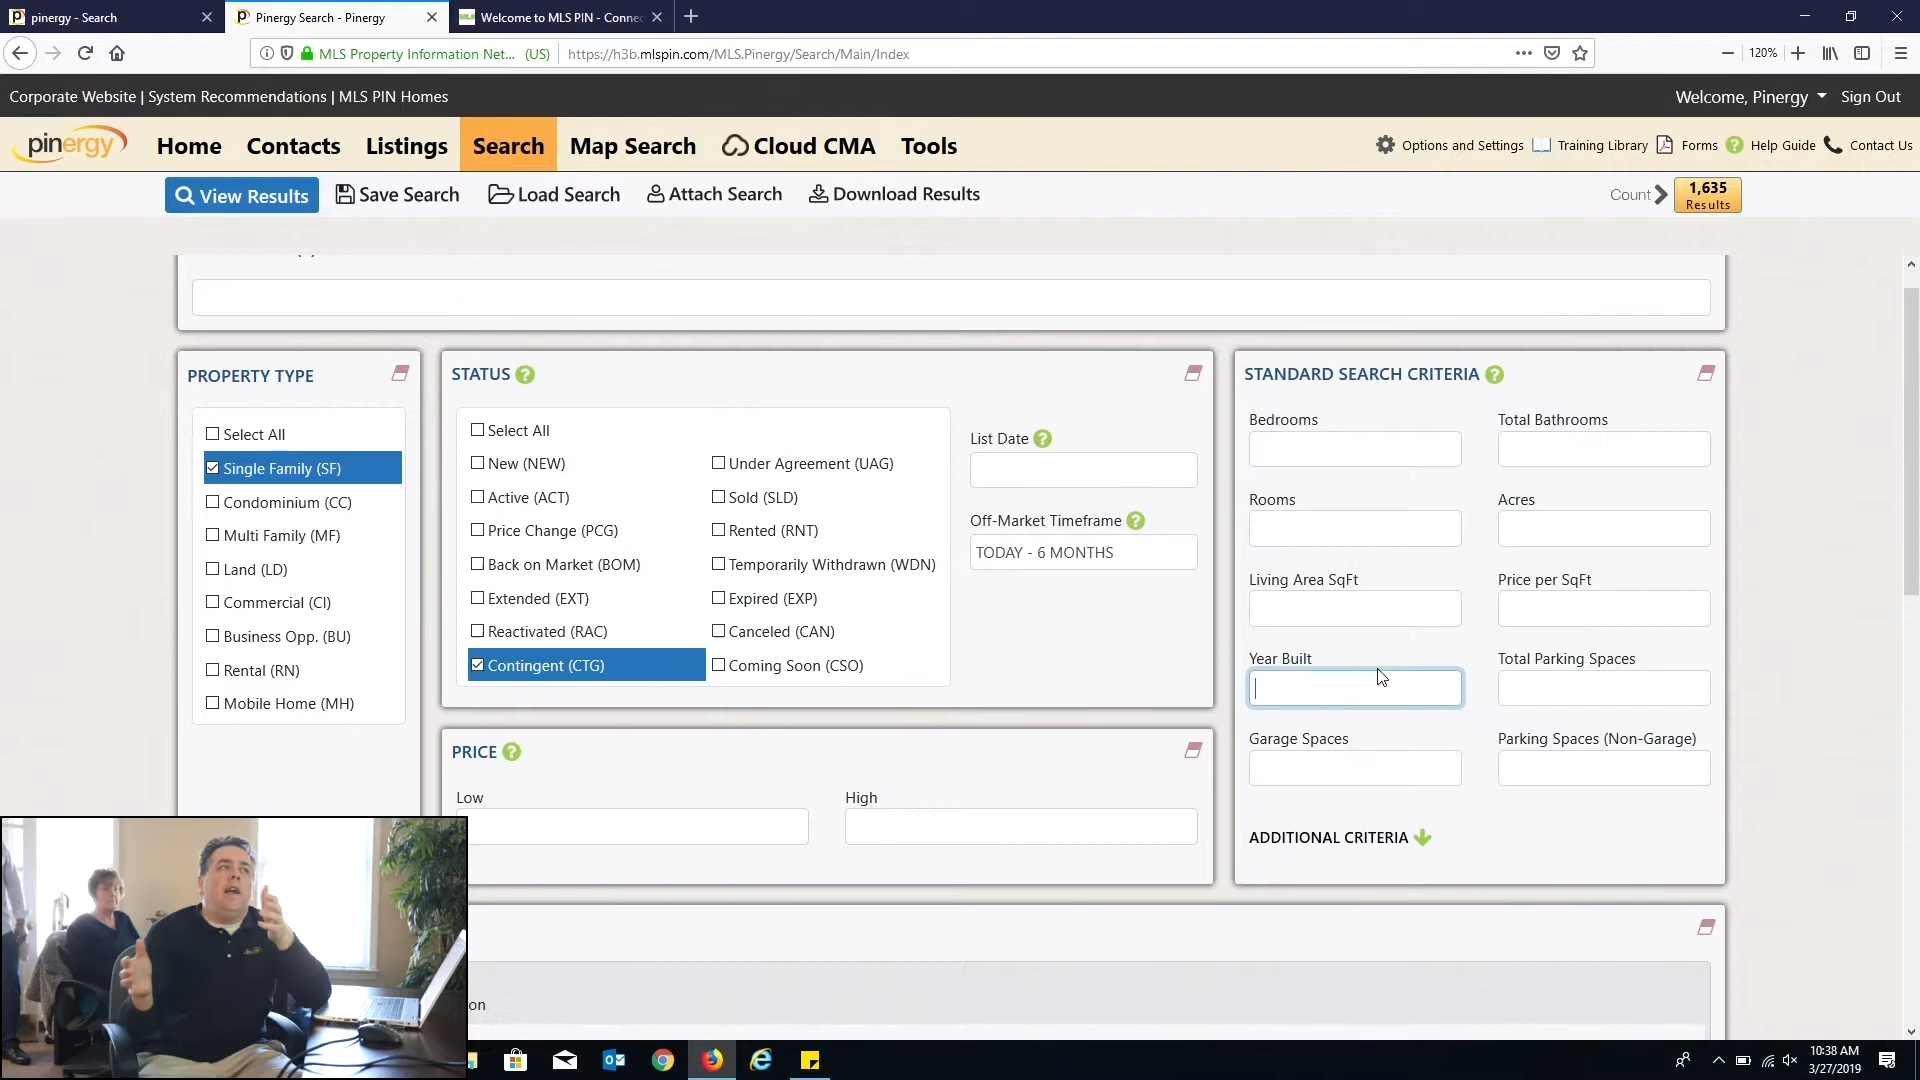 pinergy - Search
Pinergy Search - Pinergy
Welcome to MLS PIN - Connec
MLS Property Information Net... (US)
https://h3b.mlspin.com/MLS.Pinergy/Search/Main/Index
120%
Corporate Website | System Recommendations | MLS PIN Homes
Welcome, Pinergy
Sign Out
pinergy
Home
Contacts
Listings
Search
Map Search
Cloud CMA
Tools
Options and Settings
Training Library
Forms
Help Guide
Contact Us
View Results
Save Search
Load Search
Attach Search
Download Results
Count
1,635
Results
PROPERTY TYPE
Select All
Single Family (SF)
Condominium (CC)
Multi Family (MF)
Land (LD)
Commercial (CI)
Business Opp. (BU)
Rental (RN)
Mobile Home (MH)
STATUS
Select All
New (NEW)
Active (ACT)
Price Change (PCG)
Back on Market (BOM)
Extended (EXT)
Reactivated (RAC)
Contingent (CTG)
Under Agreement (UAG)
Sold (SLD)
Rented (RNT)
Temporarily Withdrawn (WDN)
Expired (EXP)
Canceled (CAN)
Coming Soon (CSO)
List Date
Off-Market Timeframe
TODAY - 6 MONTHS
PRICE
Low
High
STANDARD SEARCH CRITERIA
Bedrooms
Total Bathrooms
Rooms
Acres
Living Area SqFt
Price per SqFt
Year Built
Total Parking Spaces
Garage Spaces
Parking Spaces (Non-Garage)
ADDITIONAL CRITERIA
on
10:38 AM
3/27/2019